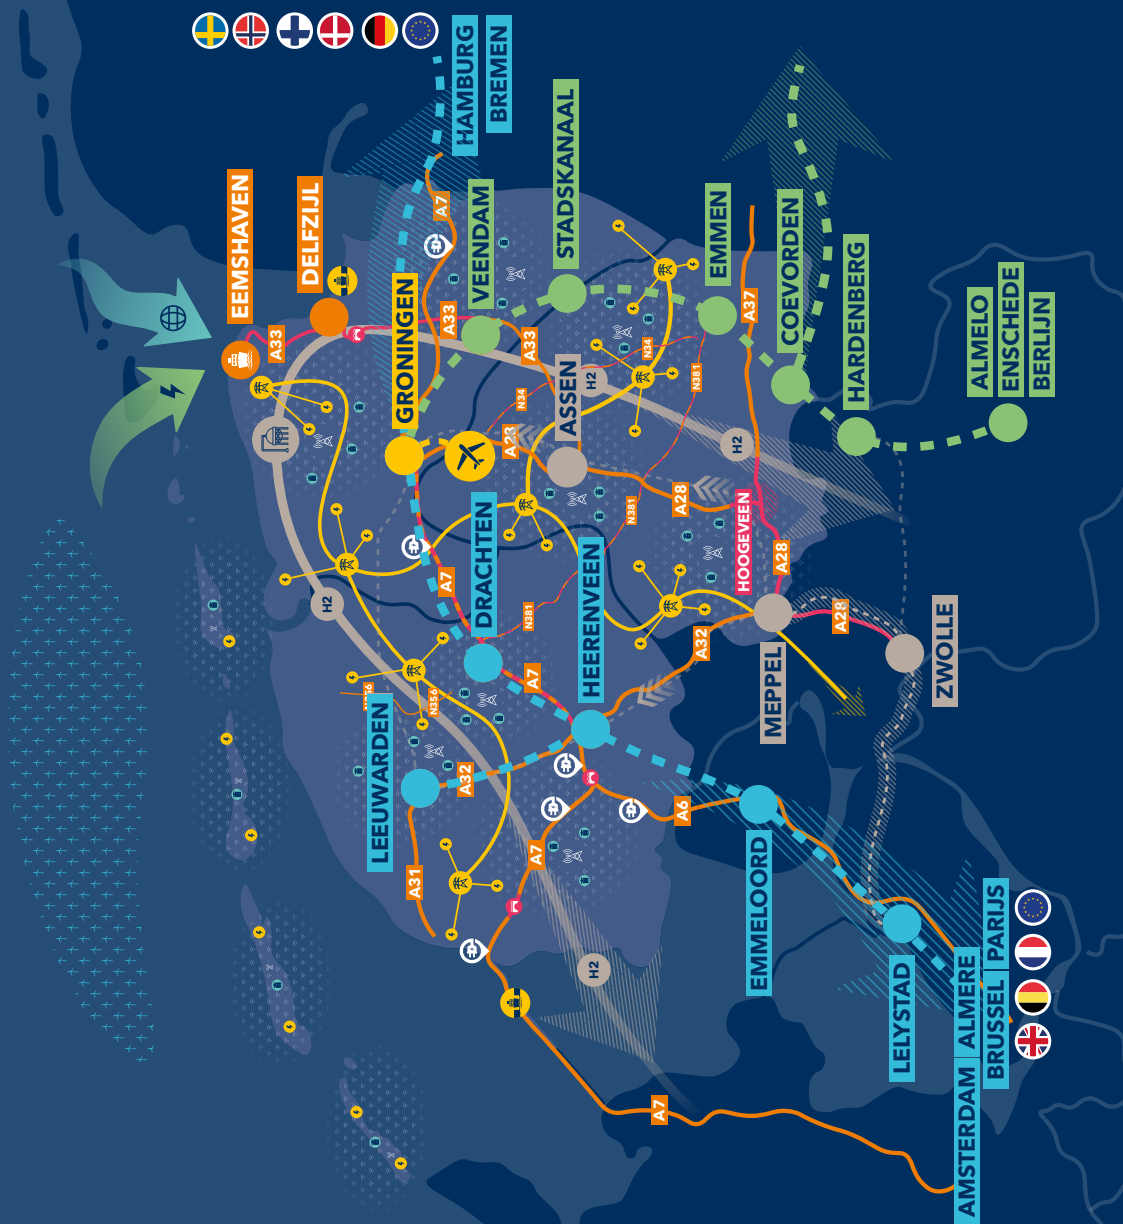 EEMSHAVEN
A33
DELFZIJL
H2
LEEUWARDEN
GRONINGEN
A31
N356
A7
A7
A33
A32
HAMBURG
BREMEN
DRACHTEN
VEENDAM
A28
N34
N381
A33
A7
A7
ASSEN
STADSKANAAL
H2
HEERENVEEN
H2
N381
N34
A7
A6
A28
N381
A32
EMMEN
H2
HOOGEVEEN
A37
EMMELOORD
MEPPEL
A28
COEVORDEN
A28
HARDENBERG
LELYSTAD
ZWOLLE
AMSTERDAM ALMERE
BRUSSEL PARIJS
ALMELO
ENSCHEDE
BERLIJN